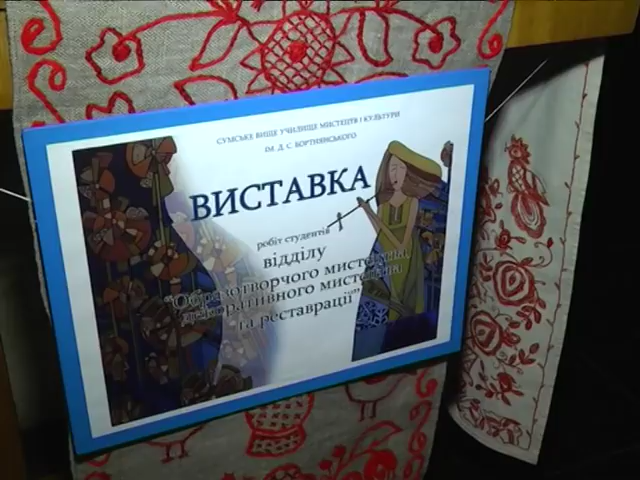 СУМСЬКЕ ВИЩЕ УЧИЛИЩЕ МИСТЕЦТВ І КУЛЬТУРИ
ІМ. Д. С. БОРТНЯНСЬКОГО
ВИСТАВКА
робіт студентів
відділу
"Образотворчого мистецтва,
декоративного мистецтва
та реставрації"